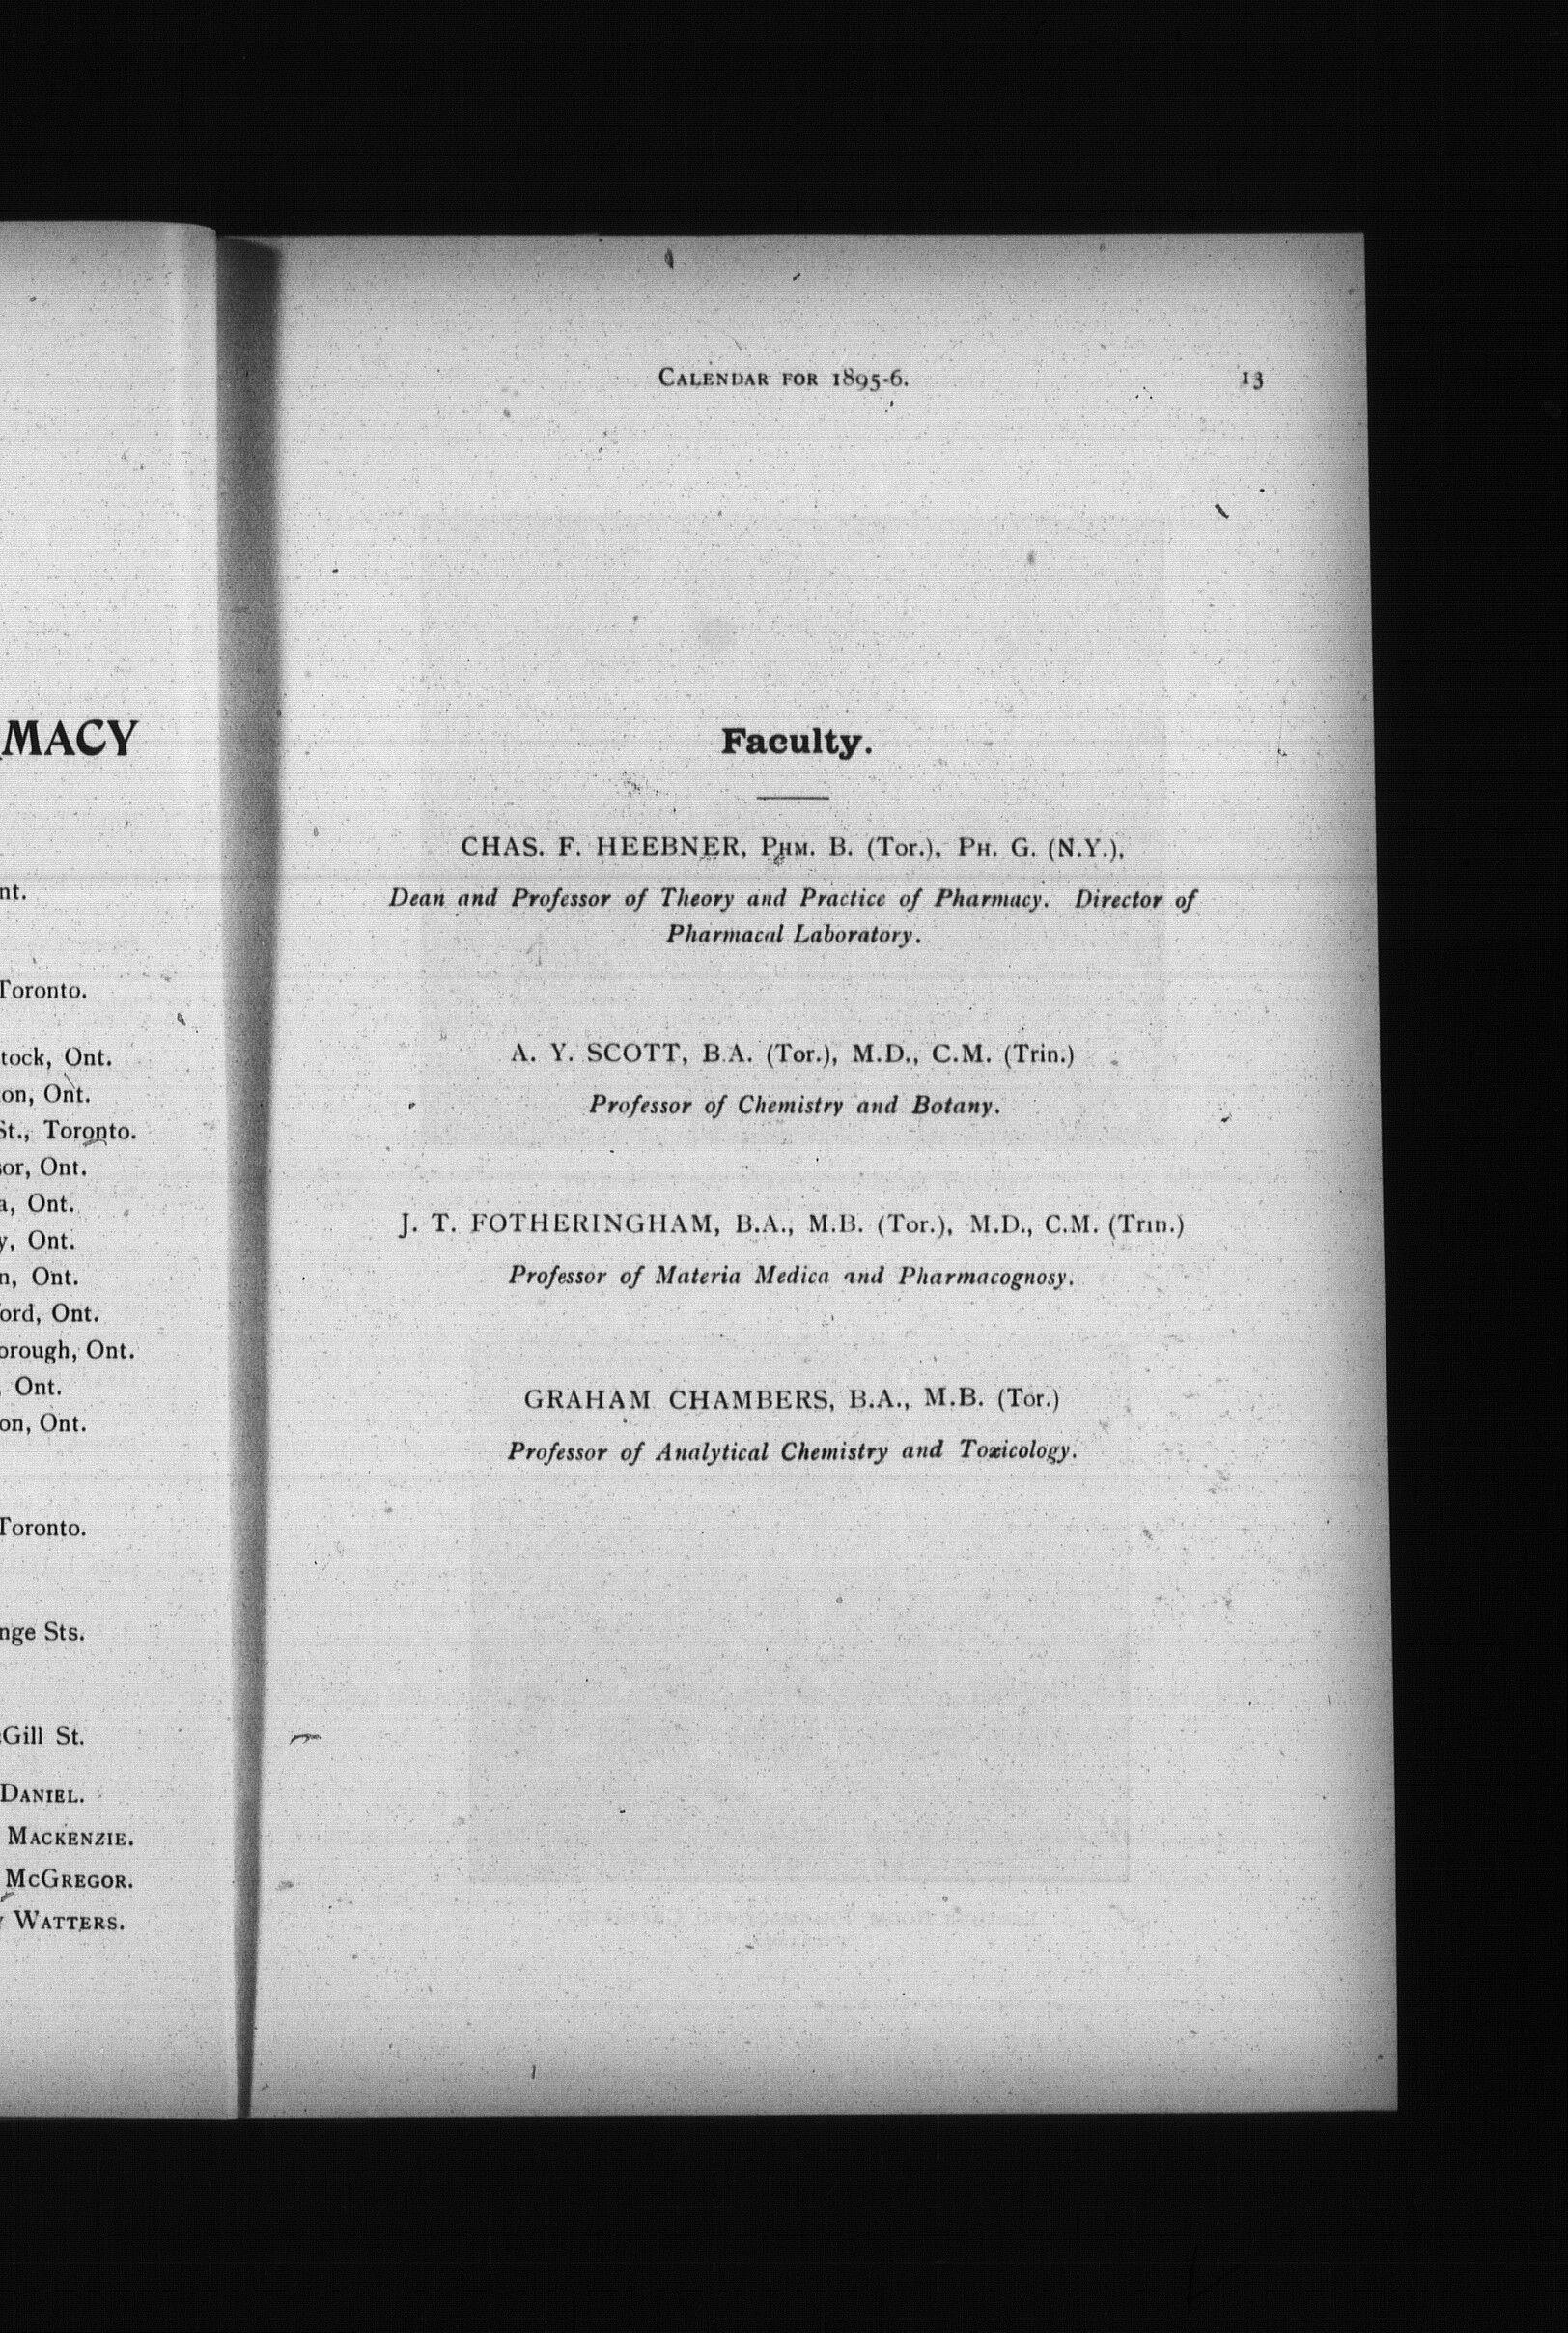 MACY
nt.
Toronto.
tock, Ont.
on, Ont.
St., Toronto.
sor, Ont.
a, Ont.
y, Ont.
n, Ont.
ord, Ont.
orough, Ont.
Ont.
on, Ont.
Toronto.
nge Sts.
Gill St.
DANIEL.
MACKENZIE.
MCGREGOR.
WATTERS.
CALENDAR FOR 1895-6. 13
Faculty.
CHAS. F. HEEBNER, PHM. B. (Tor.), PH. G. (N.Y.),
Dean and Professor of Theory and Practice of Pharmacy. Director of
Pharmacal Laboratory.
A. Y. SCOTT, B.A. (Tor.), M.D., C.M. (Trin.)
Professor of Chemistry and Botany.
J. T. FOTHERINGHAM, B.A., M.B. (Tor.), M.D., C.M. (Trin.)
Professor of Materia Medica and Pharmacognosy.
GRAHAM CHAMBERS, B.A., M.B. (Tor.)
Professor of Analytical Chemistry and Toxicology.